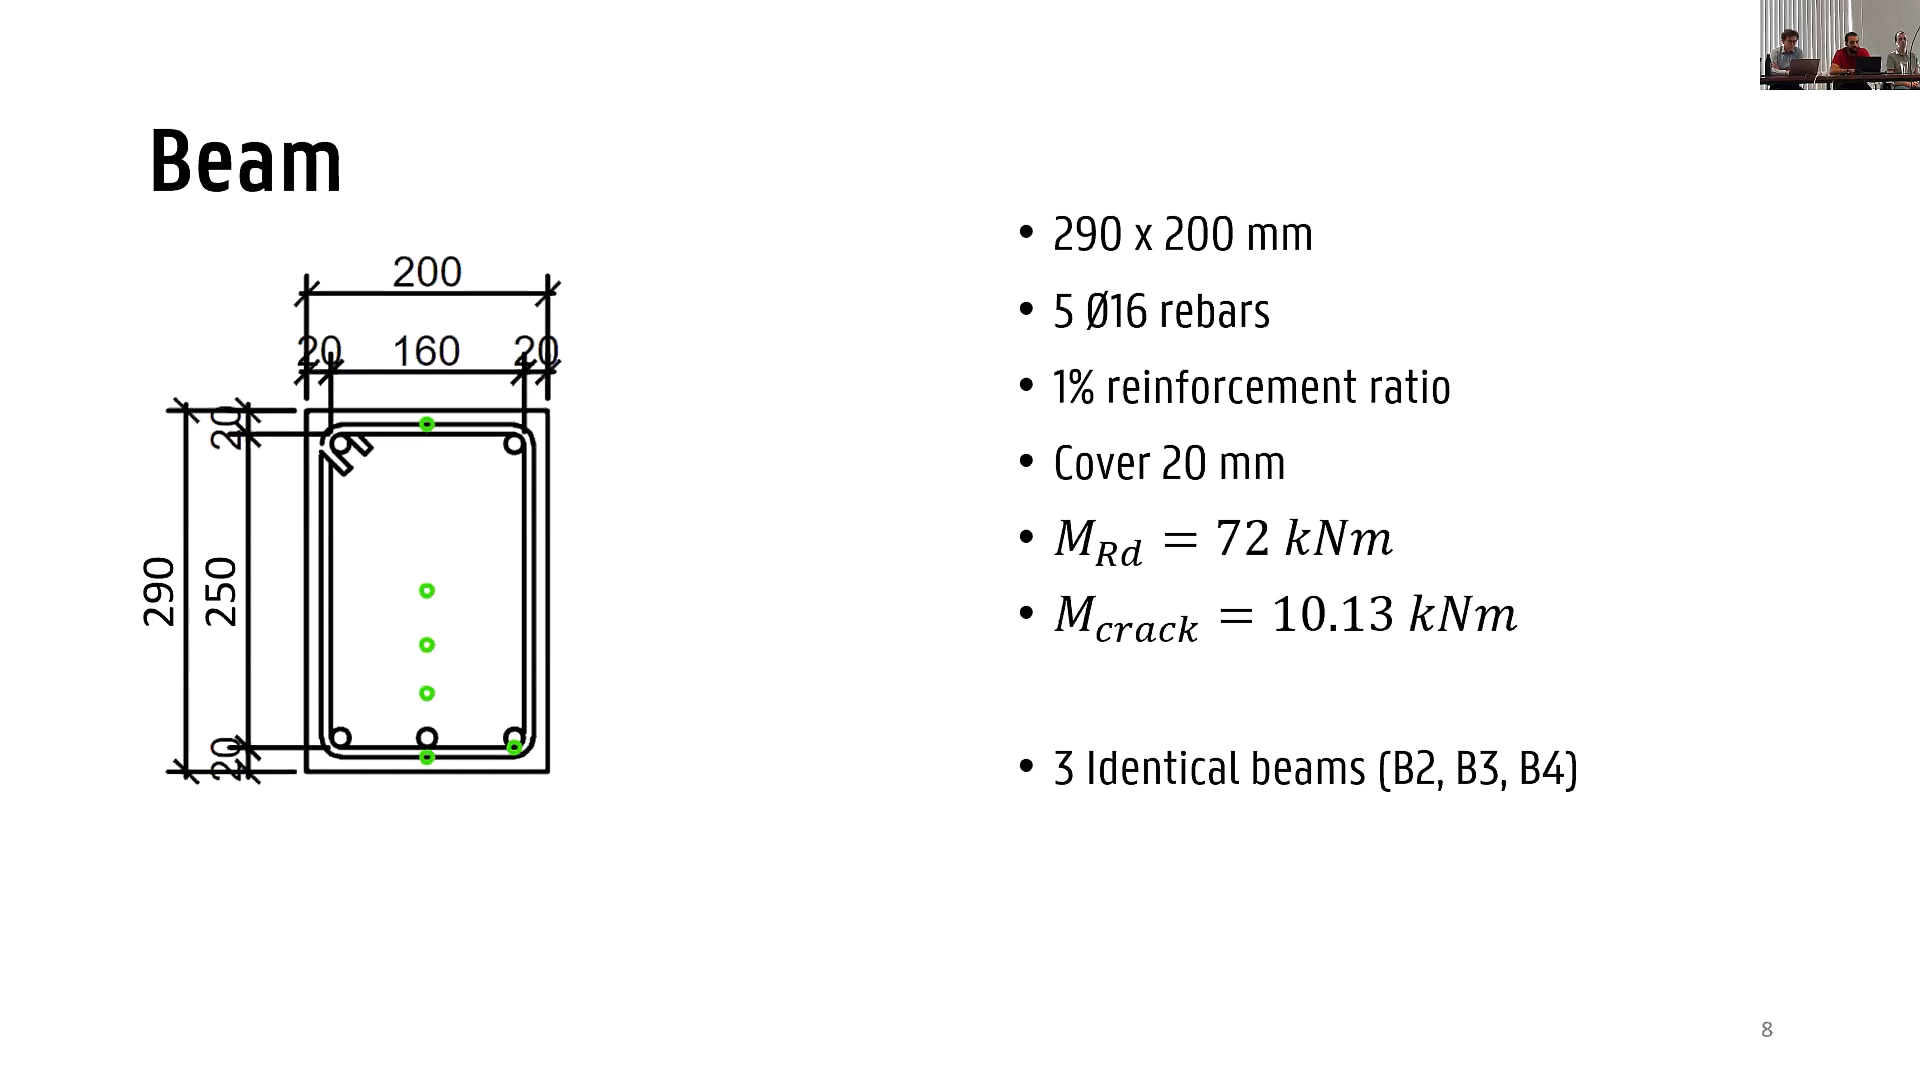 Beam
200
20 160 20
20
290
250
20
• 290 x 200 mm
• 5 Ø16 rebars
• 1% reinforcement ratio
• Cover 20 mm
• M_Rd = 72 kNm
• M_crack = 10.13 kNm
• 3 Identical beams (B2, B3, B4)
8